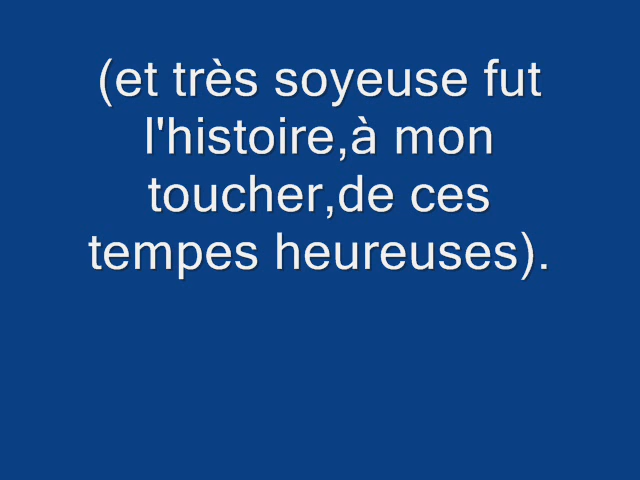 (et très soyeuse fut
l'histoire,à mon
toucher,de ces
tempes heureuses).